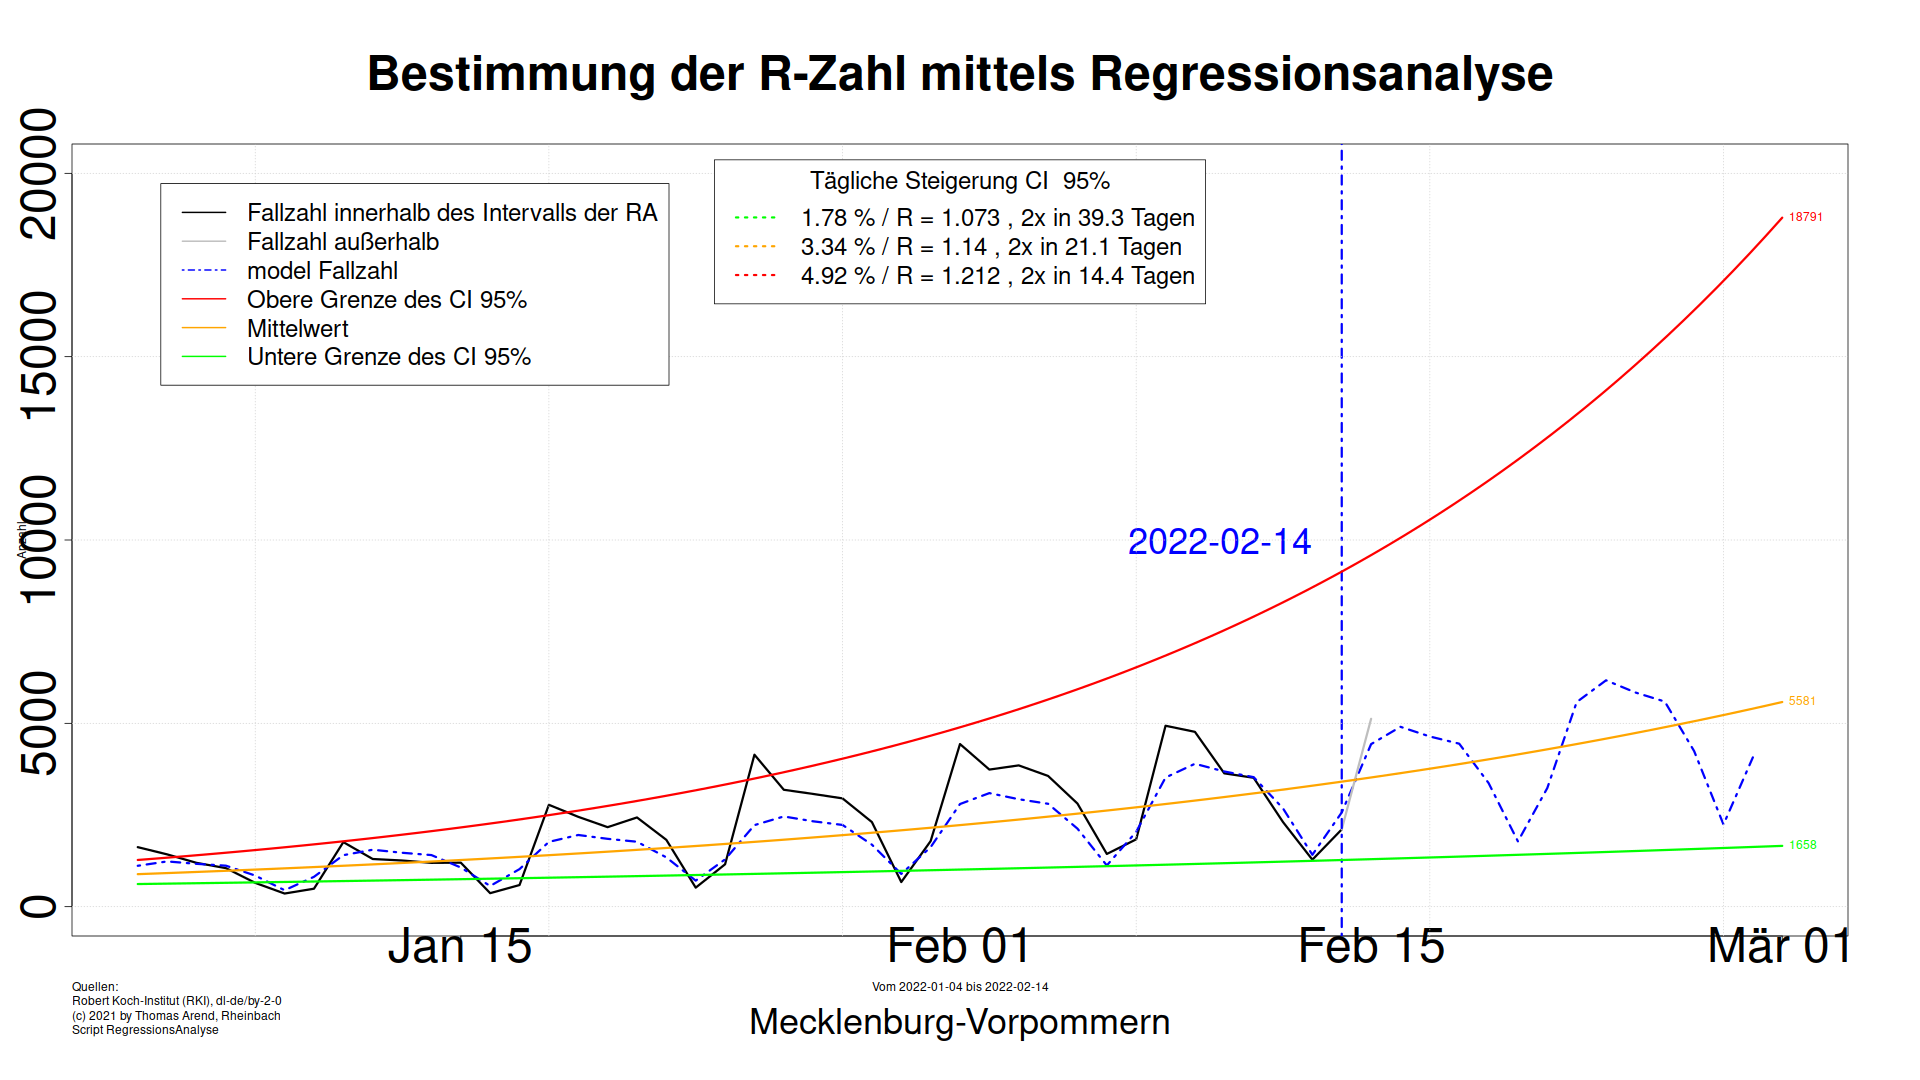 Bestimmung der R-Zahl mittels Regressionsanalyse
20000
15000
10000
5000
0
Anzahl
Fallzahl innerhalb des Intervalls der RA
Fallzahl außerhalb
model Fallzahl
Obere Grenze des CI 95%
Mittelwert
Untere Grenze des CI 95%
Tägliche Steigerung CI  95%
1.78 % / R = 1.073 , 2x in 39.3 Tagen
3.34 % / R = 1.14 , 2x in 21.1 Tagen
4.92 % / R = 1.212 , 2x in 14.4 Tagen
18791
2022-02-14
5581
1658
Jan 15
Feb 01
Feb 15
Mär 01
Quellen:
Robert Koch-Institut (RKI), dl-de/by-2-0
(c) 2021 by Thomas Arend, Rheinbach
Script RegressionsAnalyse
Vom 2022-01-04 bis 2022-02-14
Mecklenburg-Vorpommern